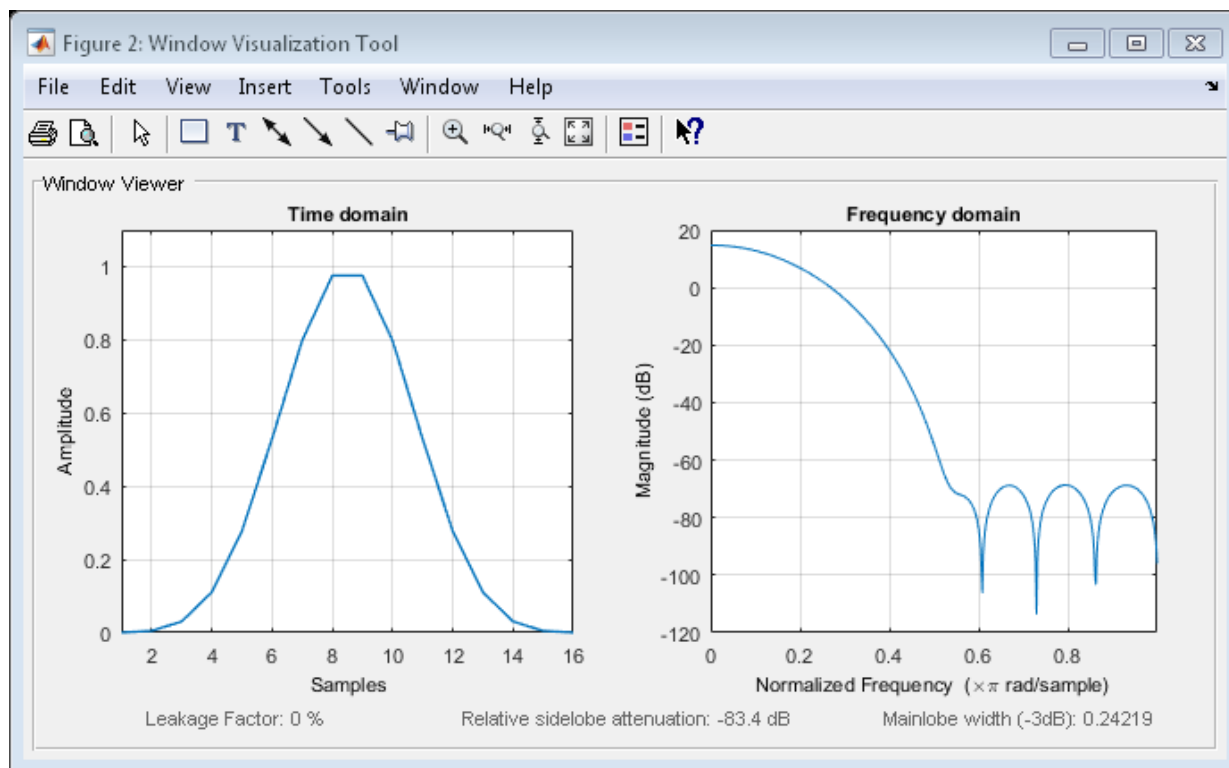 Figure 2: Window Visualization Tool
File Edit View Insert Tools Window Help
Window Viewer
Time domain
1
0.8
0.6
0.4
0.2
0
Amplitude
2 4 6 8 10 12 14 16
Samples
Frequency domain
20
0
-20
-40
-60
-80
-100
-120
Magnitude (dB)
0 0.2 0.4 0.6 0.8
Normalized Frequency (×π rad/sample)
Leakage Factor: 0 % Relative sidelobe attenuation: -83.4 dB Mainlobe width (-3dB): 0.24219